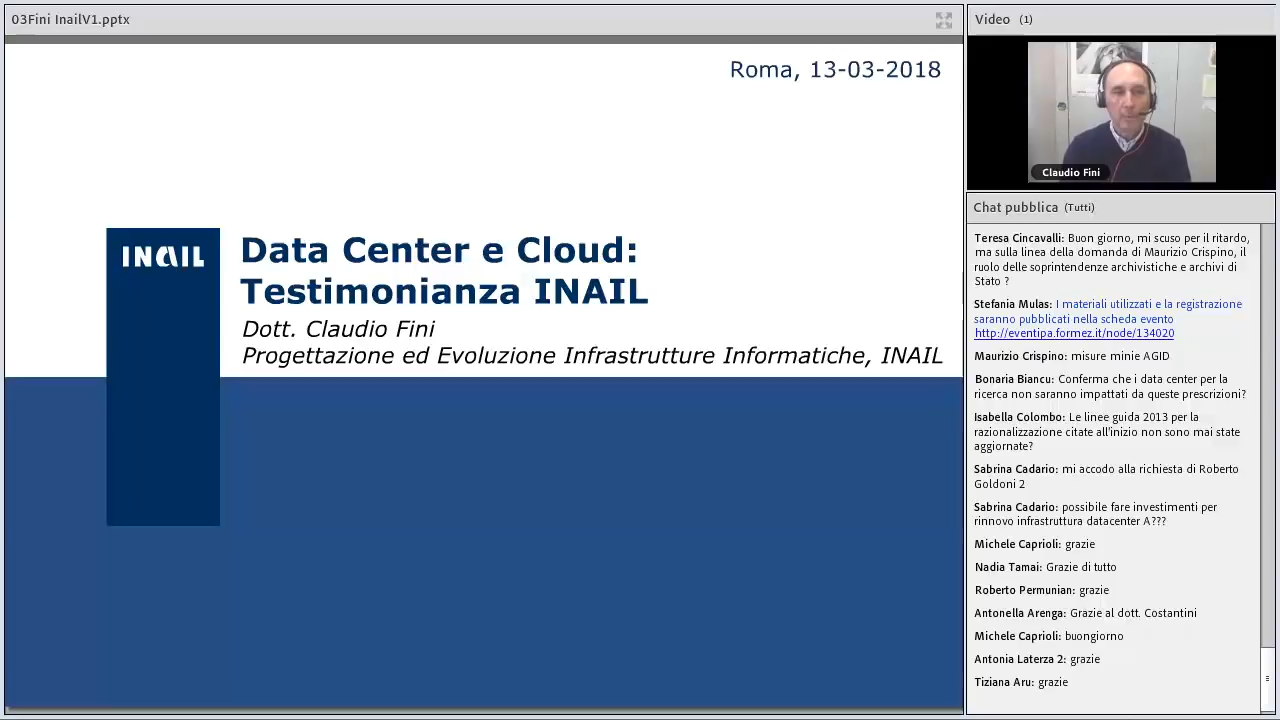 03Fini InailV1.pptx
Roma, 13-03-2018
INAIL
Data Center e Cloud:
Testimonianza INAIL
Dott. Claudio Fini
Progettazione ed Evoluzione Infrastrutture Informatiche, INAIL
Video (1)
Claudio Fini
Chat pubblica (Tutti)
Teresa Cincavalli: Buon giorno, mi scuso per il ritardo,
ma sulla linea della domanda di Maurizio Crispino, il
ruolo delle soprintendenze archivistiche e archivi di
Stato ?
Stefania Mulas: I materiali utilizzati e la registrazione
saranno pubblicati nella scheda evento
http://eventipa.formez.it/node/134020
Maurizio Crispino: misure minie AGID
Bonaria Biancu: Conferma che i data center per la
ricerca non saranno impattati da queste prescrizioni?
Isabella Colombo: Le linee guida 2013 per la
razionalizzazione citate all'inizio non sono mai state
aggiornate?
Sabrina Cadario: mi accodo alla richiesta di Roberto
Goldoni 2
Sabrina Cadario: possibile fare investimenti per
rinnovo infrastruttura datacenter A???
Michele Caprioli: grazie
Nadia Tamai: Grazie di tutto
Roberto Permunian: grazie
Antonella Arenga: Grazie al dott. Costantini
Michele Caprioli: buongiorno
Antonia Laterza 2: grazie
Tiziana Aru: grazie